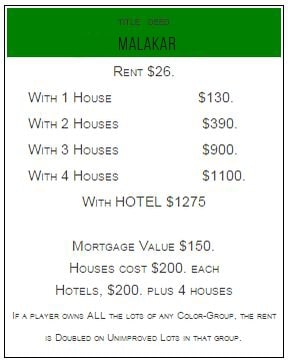 TITLE DEED
MALAKAR
RENT $26.
WITH 1 HOUSE $130.
WITH 2 HOUSES $390.
WITH 3 HOUSES $900.
WITH 4 HOUSES $1100.
WITH HOTEL $1275
MORTGAGE VALUE $150.
HOUSES COST $200. EACH
HOTELS, $200. PLUS 4 HOUSES
IF A PLAYER OWNS ALL THE LOTS OF ANY COLOR-GROUP, THE RENT
IS DOUBLED ON UNIMPROVED LOTS IN THAT GROUP.